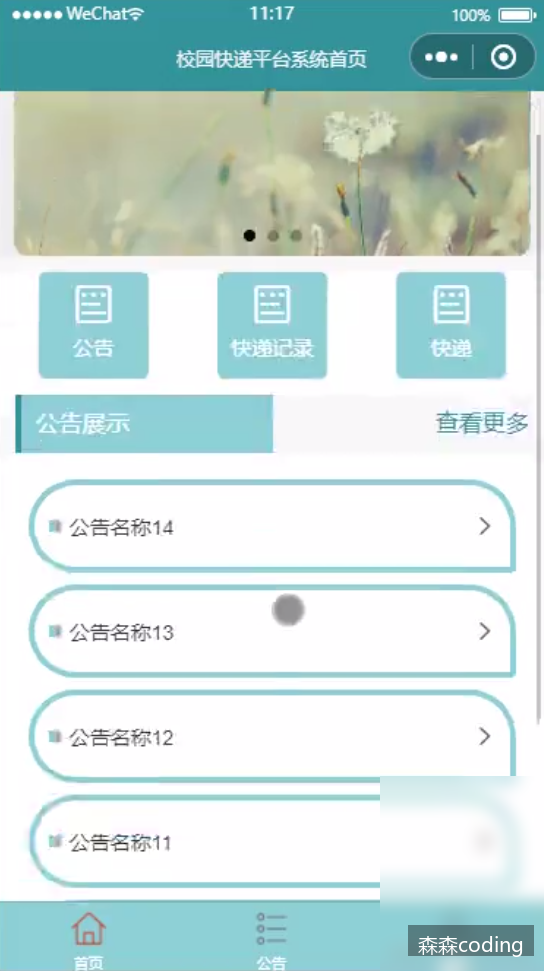 WeChat 11:17 100%
校园快递平台系统首页
公告 快递记录 快递
公告展示 查看更多
公告名称14
公告名称13
公告名称12
公告名称11
首页 公告
森森coding